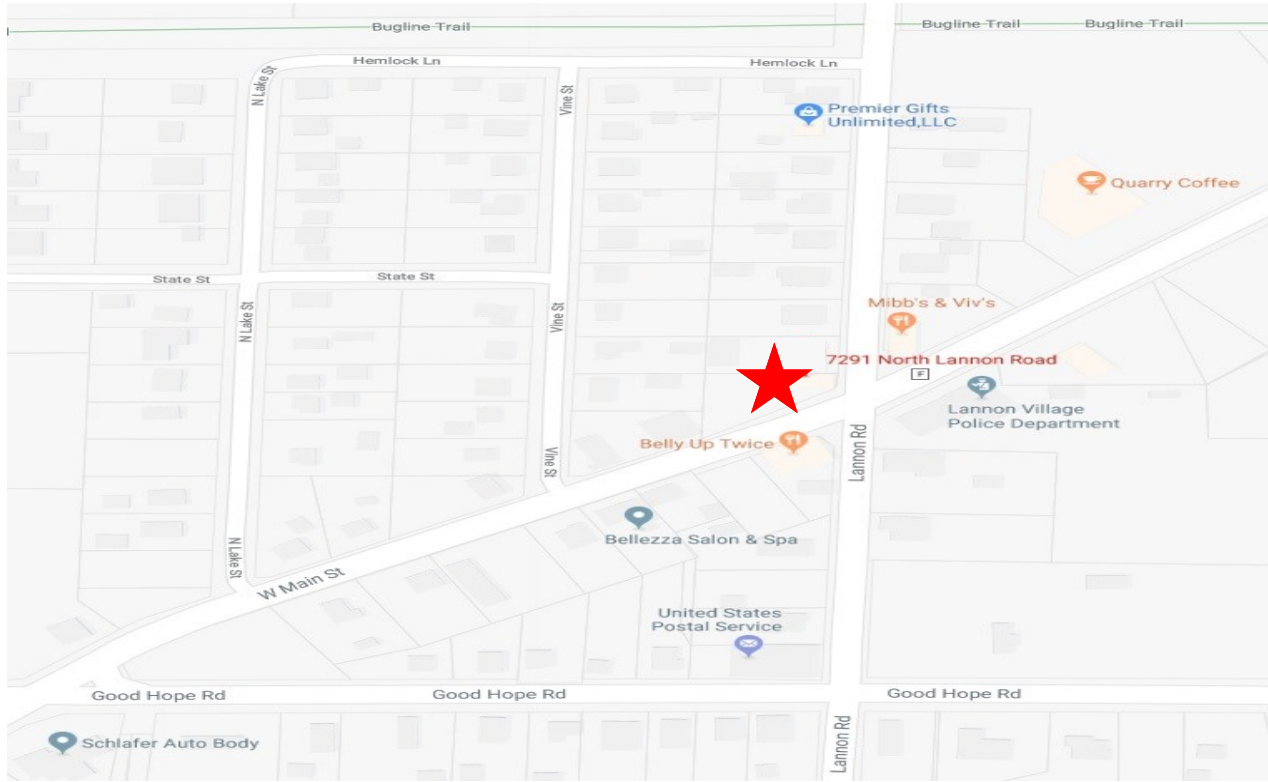 Bugline Trail
Bugline Trail
Bugline Trail
Hemlock Ln
Hemlock Ln
N Lake St
Vine St
Premier Gifts
Unlimited,LLC
Quarry Coffee
State St
State St
N Lake St
Vine St
Mibb's & Viv's
7291 North Lannon Road
F
Lannon Village
Police Department
Belly Up Twice
Lannon Rd
Vine St
Bellezza Salon & Spa
N Lake St
W Main St
United States
Postal Service
Good Hope Rd
Good Hope Rd
Good Hope Rd
Schlafer Auto Body
Lannon Rd